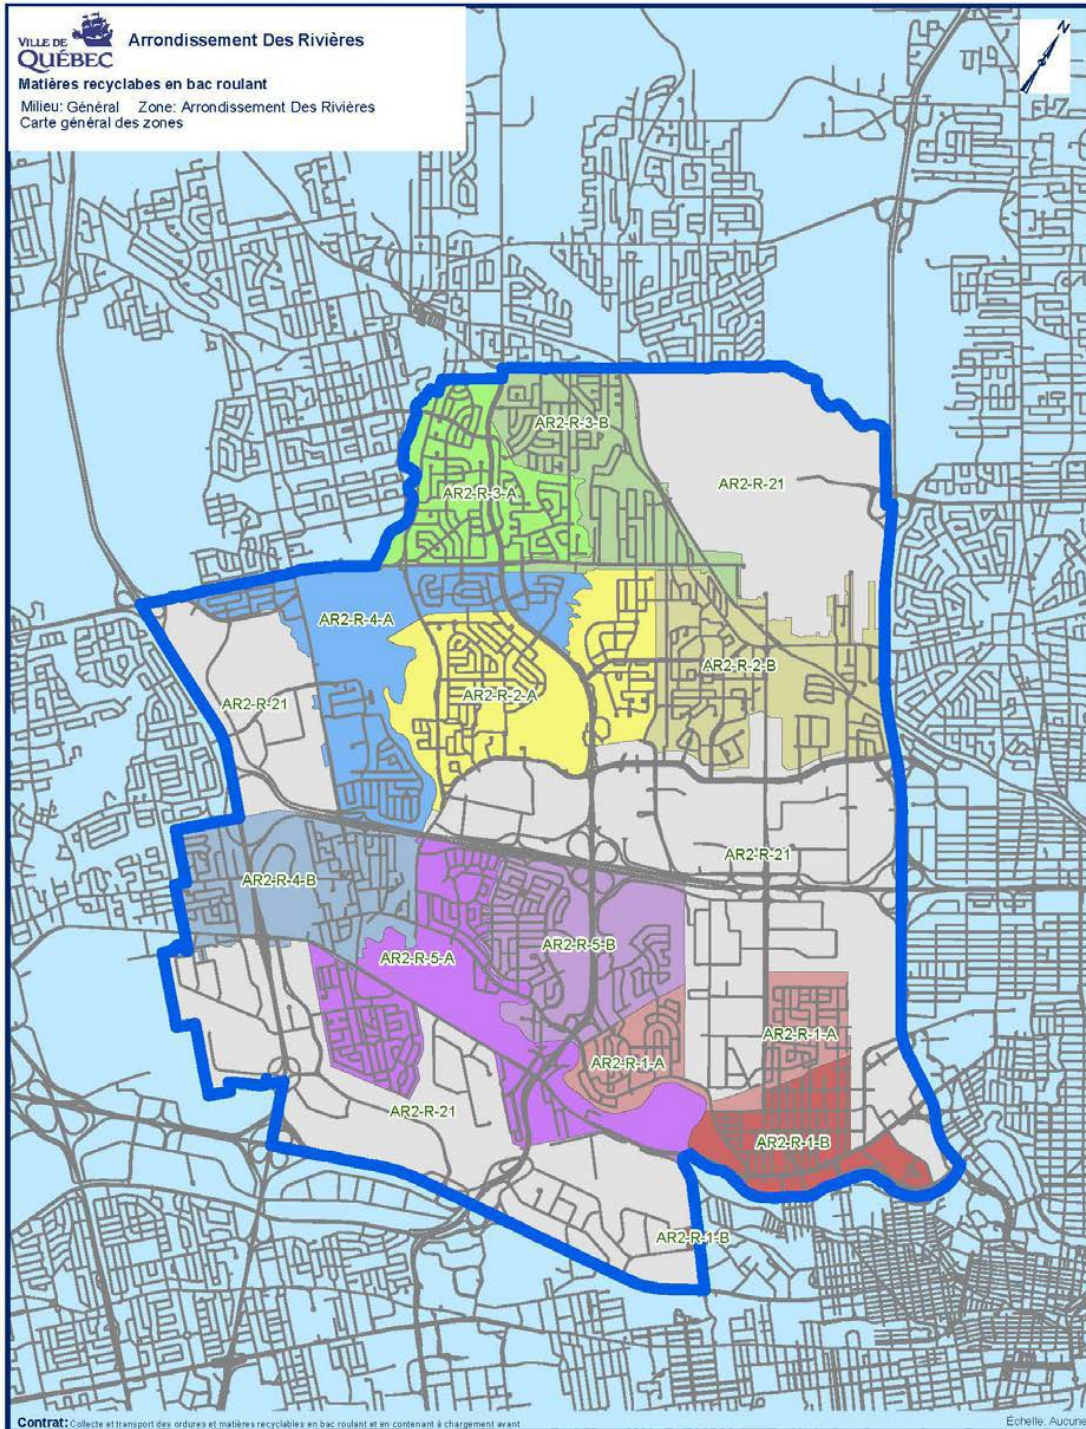 VILLE DE
QUÉBEC
Arrondissement Des Rivières
Matières recyclabes en bac roulant
Milieu: Général Zone: Arrondissement Des Rivières
Carte général des zones
N
AR2-R-3-B
AR2-R-3-A
AR2-R-21
AR2-R-4-A
AR2-R-2-B
AR2-R-2-A
AR2-R-21
AR2-R-21
AR2-R-4-B
AR2-R-5-B
AR2-R-5-A
AR2-R-1-A
AR2-R-1-A
AR2-R-21
AR2-R-1-B
AR2-R-1-B
Contrat: Collecte et transport des ordures et matières recyclables en bac roulant et en contenant à chargement avant
Échelle: Aucune